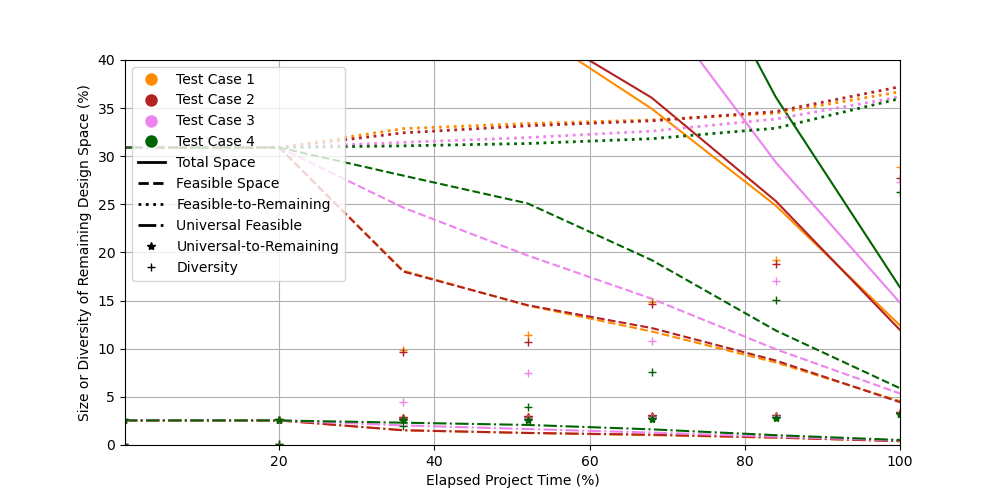 40
35
30
25
20
15
10
5
0
Size or Diversity of Remaining Design Space (%)
Test Case 1
Test Case 2
Test Case 3
Test Case 4
Total Space
Feasible Space
Feasible-to-Remaining
Universal Feasible
Universal-to-Remaining
Diversity
20
40
60
80
100
Elapsed Project Time (%)